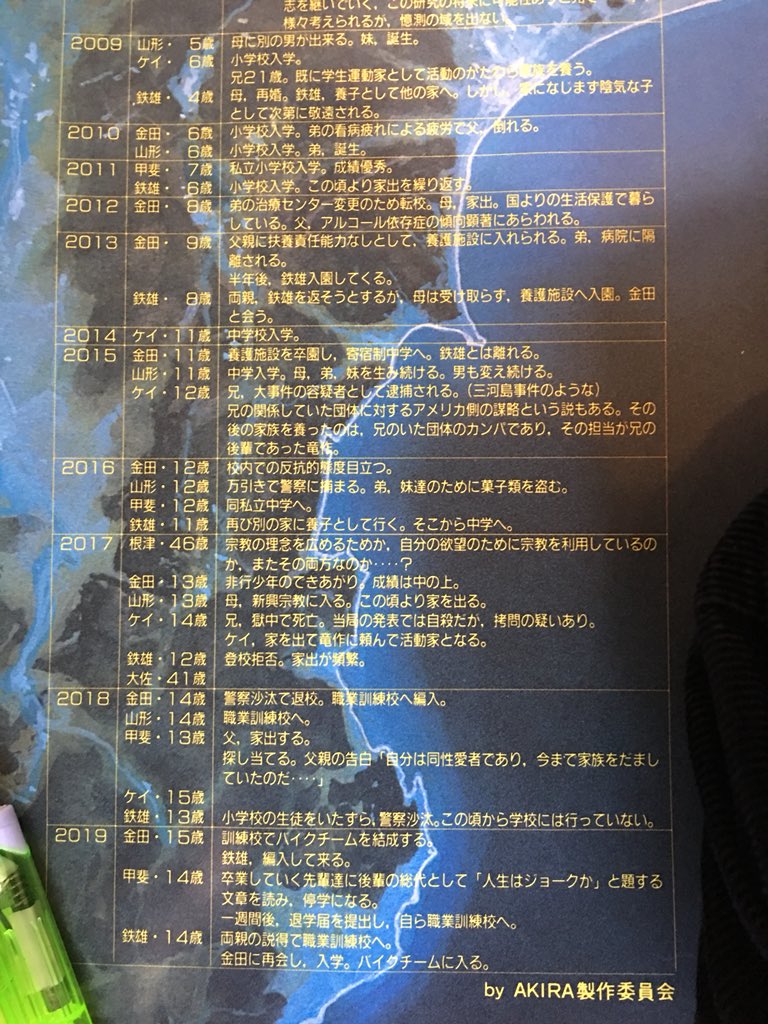 志を継いでいく、この研究の将来に可能性
様々考えられるが、憶測の域を出ない
2009 山形・ 5歳 母に別の男が出来る。妹、誕生。
ケイ・ 6歳 小学校入学。
兄21歳。既に学生運動家として活動のかたわら家族を養う。
鉄雄・ 4歳 母、再婚。鉄雄、養子として他の家へ。しかし、家になじまず陰気な子
として次第に敬遠される。
2010 金田・ 6歳 小学校入学。弟の看病疲れによる疲労で父、倒れる。
山形・ 6歳 小学校入学。弟、誕生。
2011 甲斐・ 7歳 私立小学校入学。成績優秀。
鉄雄・ 6歳 小学校入学。この頃より家出を繰り返す。
2012 金田・ 8歳 弟の治療センター変更のため転校。母、家出。国よりの生活保護で暮ら
している。父、アルコール依存症の傾向顕著にあらわれる。
2013 金田・ 9歳 父親に扶養責任能力なしとして、養護施設に入れられる。弟、病院に隔
離される。
半年後、鉄雄入園してくる。
鉄雄・ 8歳 両親、鉄雄を返そうとするが、母は受け取らず、養護施設へ入園。金田
と会う。
2014 ケイ・11歳 中学校入学。
2015 金田・11歳 養護施設を卒園し、寄宿制中学へ。鉄雄とは離れる。
山形・11歳 中学入学。母、弟、妹を生み続ける。男も変え続ける。
ケイ・12歳 兄、大事件の容疑者として逮捕される。(三河島事件のような)
兄の関係していた団体に対するアメリカ側の謀略という説もある。その
後の家族を養ったのは、兄のいた団体のカンパであり、その担当が兄の
後輩であった竜作。
2016 金田・12歳 校内での反抗的態度目立つ。
山形・12歳 万引きで警察に捕まる。弟、妹達のために菓子類を盗む。
甲斐・12歳 同私立中学へ。
鉄雄・11歳 再び別の家に養子として行く。そこから中学へ。
2017 根津・46歳 宗教の理念を広めるためか、自分の欲望のために宗教を利用しているの
か、またその両方なのか‥‥?
金田・13歳 非行少年のできあがり、成績は中の上。
山形・13歳 母、新興宗教に入る。この頃より家を出る。
ケイ・14歳 兄、獄中で死亡。当局の発表では自殺だか、拷問の疑いあり。
ケイ、家を出て竜作に頼んで活動家となる。
鉄雄・12歳 登校拒否。家出が頻繁。
大佐・41歳
2018 金田・14歳 警察沙汰で退校。職業訓練校へ編入。
山形・14歳 職業訓練校へ。
甲斐・13歳 父、家出する。
探し当てる。父親の告白「自分は同性愛者であり、今まで家族をだまし
ていたのだ‥‥」
ケイ・15歳
鉄雄・13歳 小学校の生徒をいたずら、警察沙汰。この頃から学校には行っていない。
2019 金田・15歳 訓練校でバイクチームを結成する。
鉄雄、編入して来る。
甲斐・14歳 卒業していく先輩達に後輩の総代として「人生はジョークか」と題する
文章を読み、停学になる。
一週間後、退学届を提出し、自ら職業訓練校へ。
鉄雄・14歳 両親の説得で職業訓練校へ。
金田に再会し、入学。バイクチームに入る。
by AKIRA製作委員会